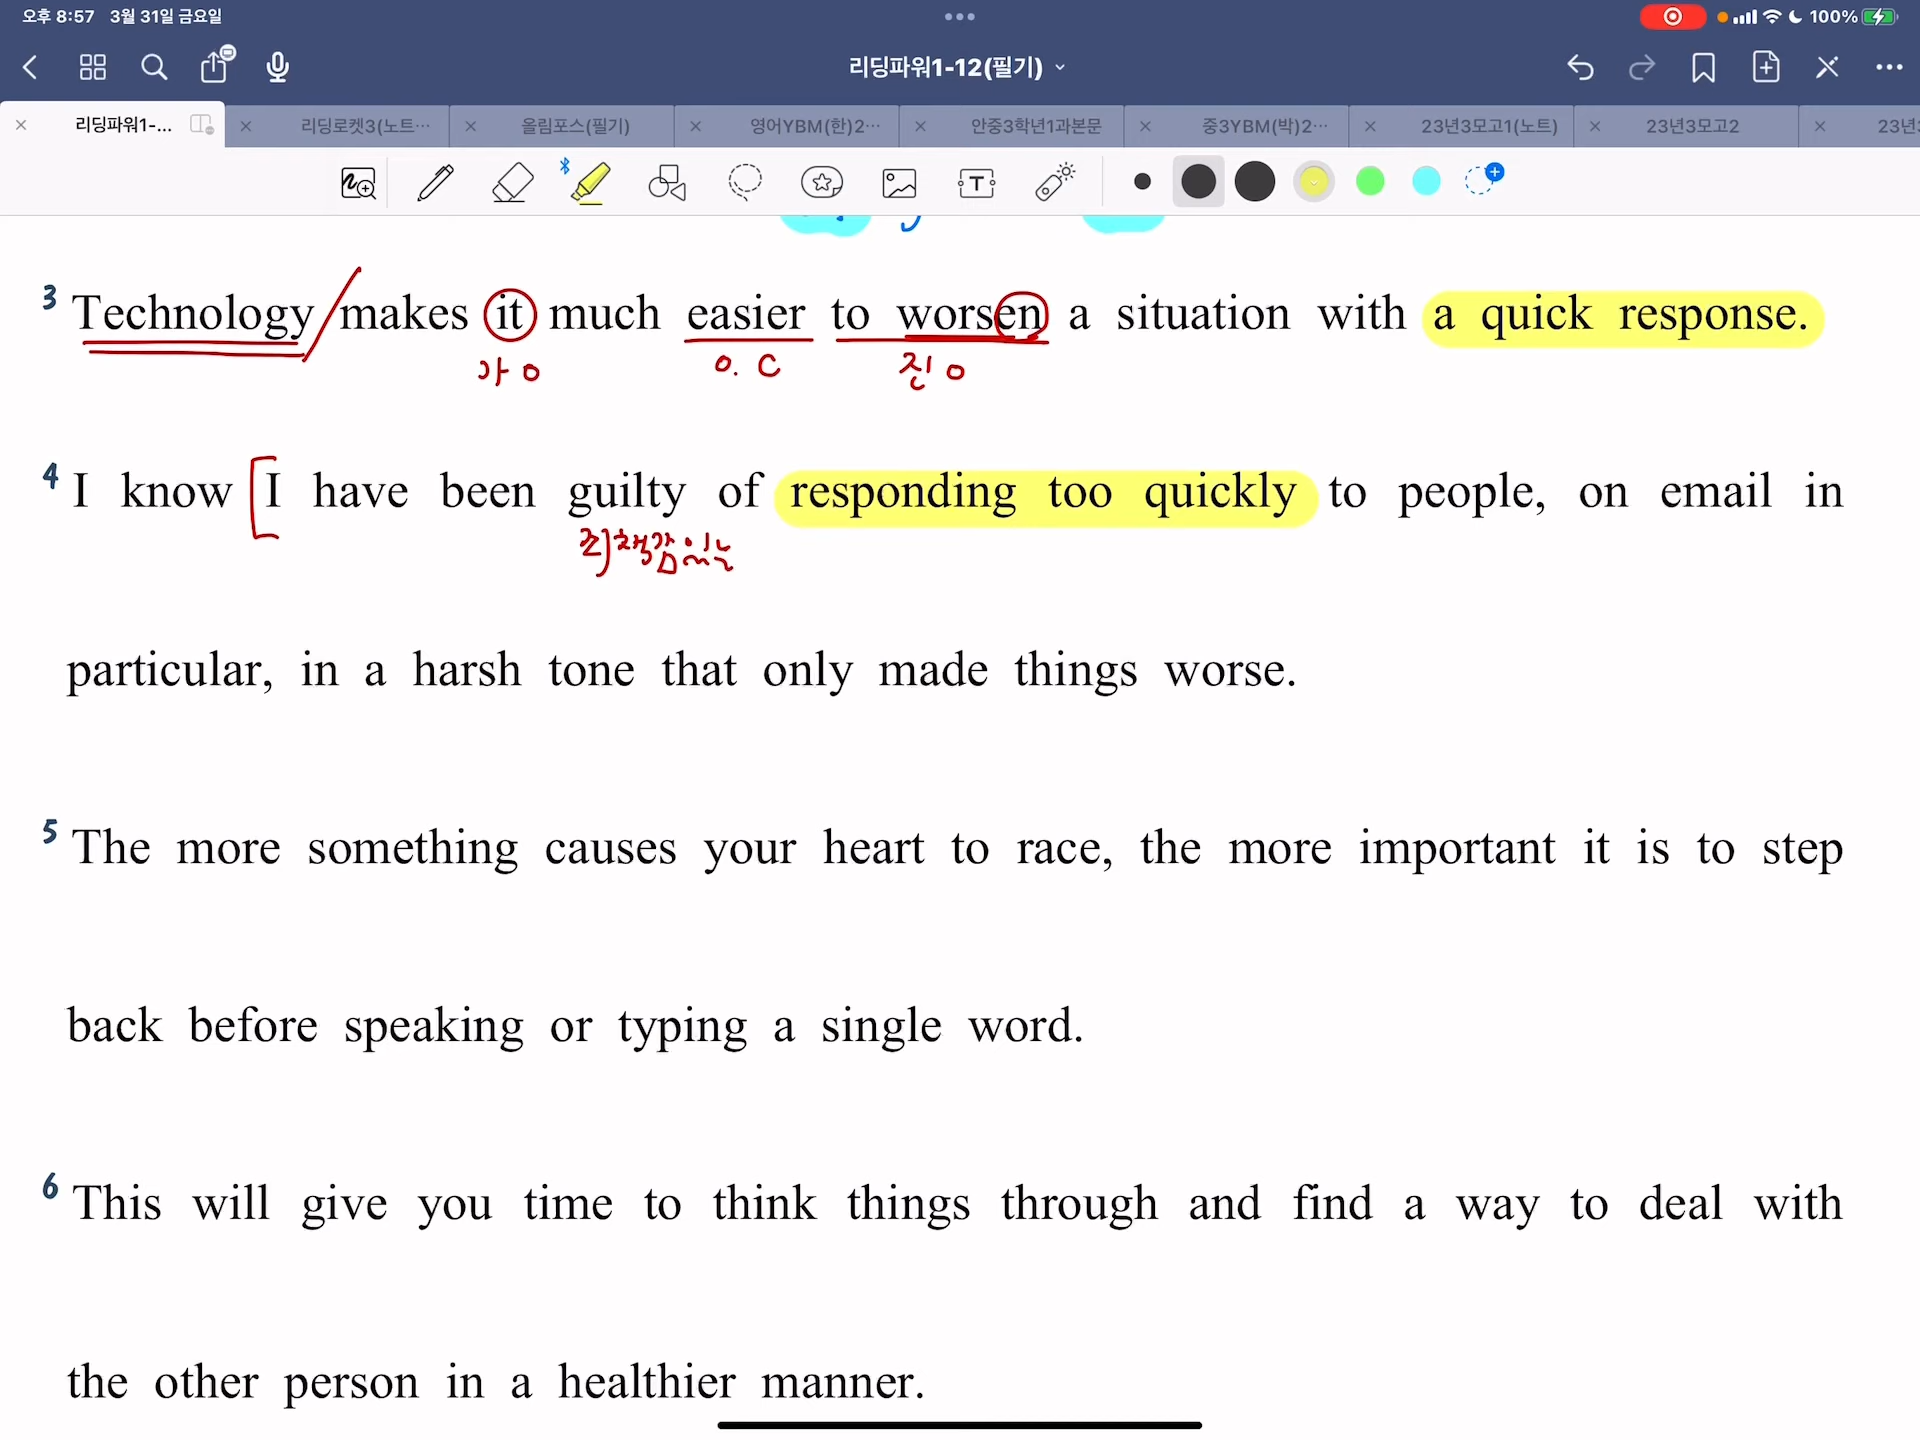 오후 8:57 3월 31일 금요일
100%
리딩파워1-12(필기)
리딩파워1-... 리딩로켓3(노트… 올림포스(필기) 영어YBM(한)2… 안중3학년1과본문 중3YBM(박)2… 23년3모고1(노트) 23년3모고2 23년
3 Technology makes it much easier to worsen a situation with a quick response.
가 o o. c 진 o
4 I know [I have been guilty of responding too quickly to people, on email in
죄책감있는
particular, in a harsh tone that only made things worse.
5 The more something causes your heart to race, the more important it is to step
back before speaking or typing a single word.
6 This will give you time to think things through and find a way to deal with
the other person in a healthier manner.